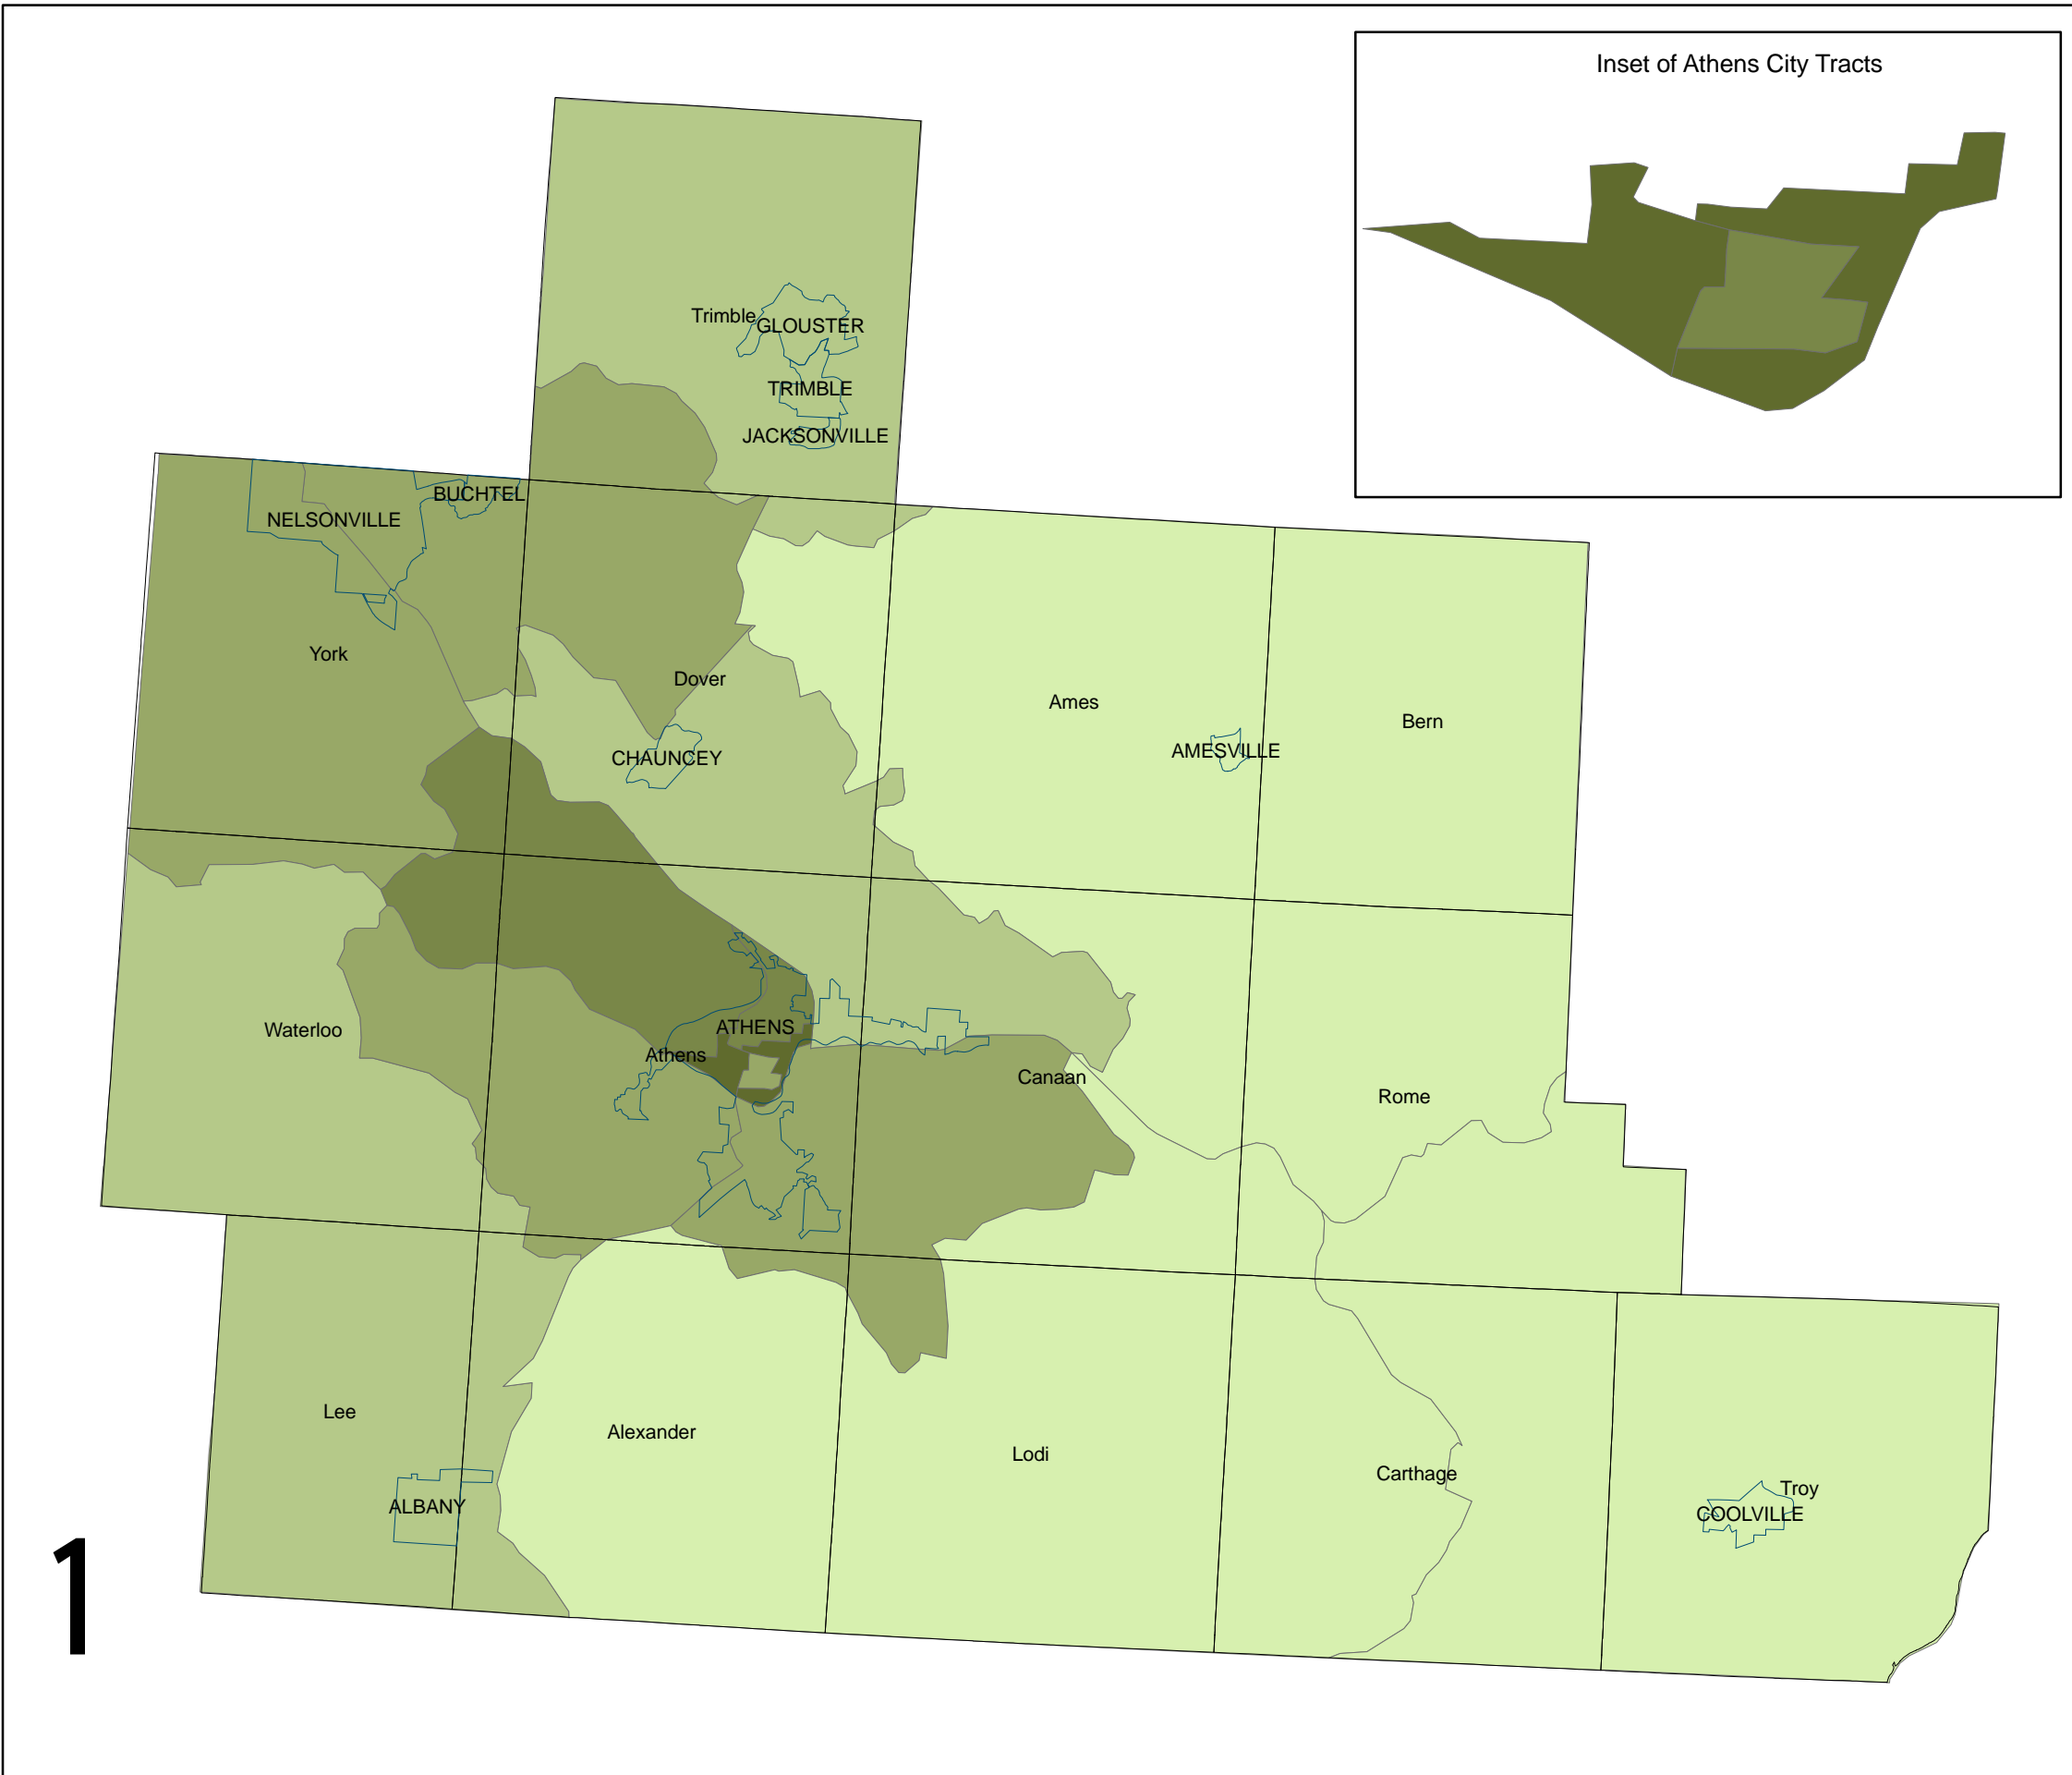 Inset of Athens City Tracts
Trimble
GLOUSTER
TRIMBLE
JACKSONVILLE
BUCHTEL
NELSONVILLE
York
Dover
Ames
Bern
CHAUNCEY
AMESVILLE
ATHENS
Waterloo
Athens
Canaan
Rome
Lee
Alexander
Lodi
Carthage
Troy
ALBANY
COOLVILLE
1